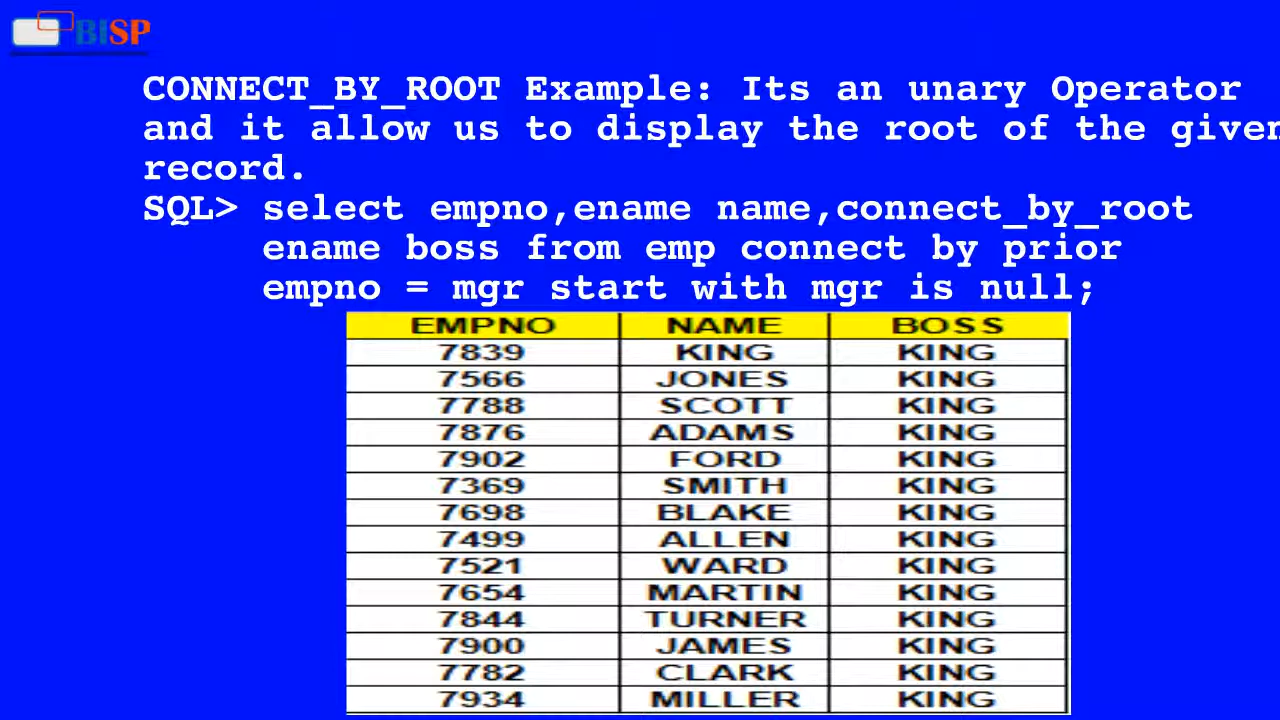 BISP
CONNECT_BY_ROOT Example: Its an unary Operator
and it allow us to display the root of the given
record.
SQL> select empno,ename name,connect_by_root
ename boss from emp connect by prior
empno = mgr start with mgr is null;
EMPNO NAME BOSS
7839 KING KING
7566 JONES KING
7788 SCOTT KING
7876 ADAMS KING
7902 FORD KING
7369 SMITH KING
7698 BLAKE KING
7499 ALLEN KING
7521 WARD KING
7654 MARTIN KING
7844 TURNER KING
7900 JAMES KING
7782 CLARK KING
7934 MILLER KING